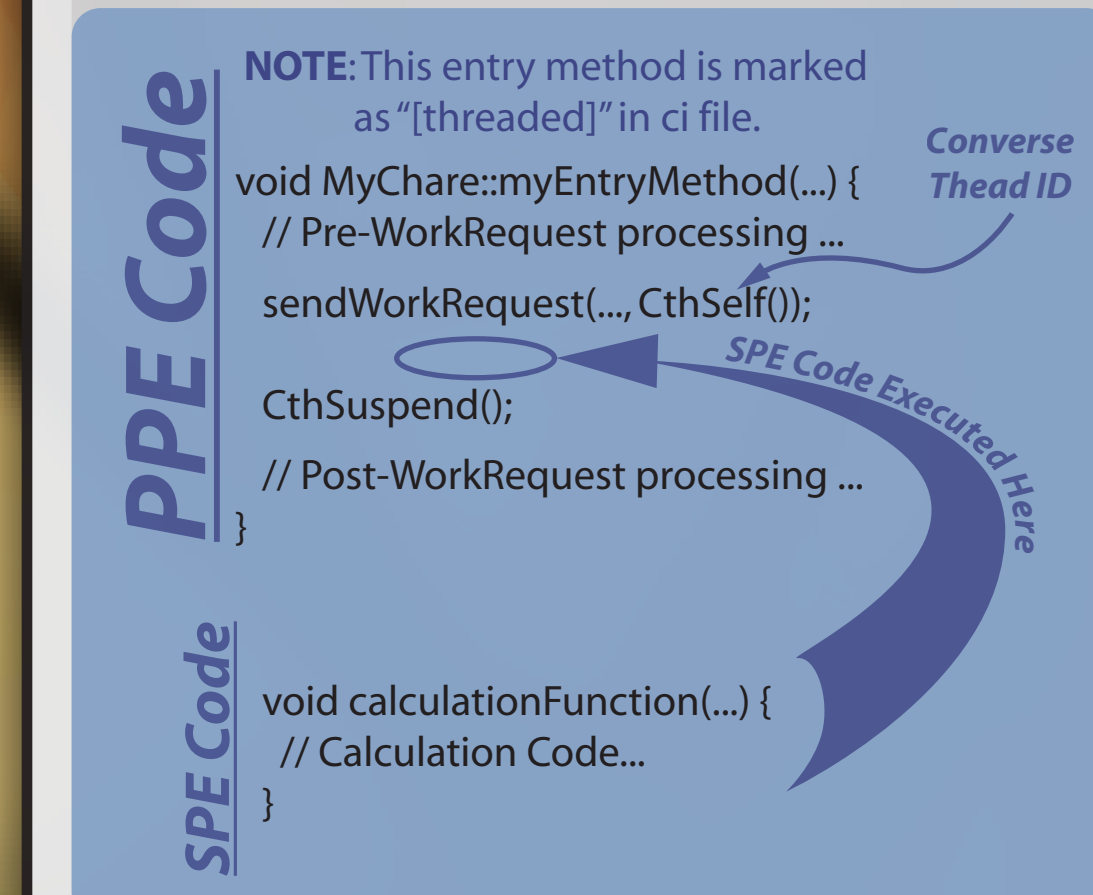 PPE Code
NOTE: This entry method is marked
as "[threaded]" in ci file.
Converse
Thead ID
void MyChare::myEntryMethod(...) {
// Pre-WorkRequest processing ...
sendWorkRequest(..., CthSelf());
SPE Code Executed Here
CthSuspend();
// Post-WorkRequest processing ...
}
SPE Code
void calculationFunction(...) {
// Calculation Code...
}